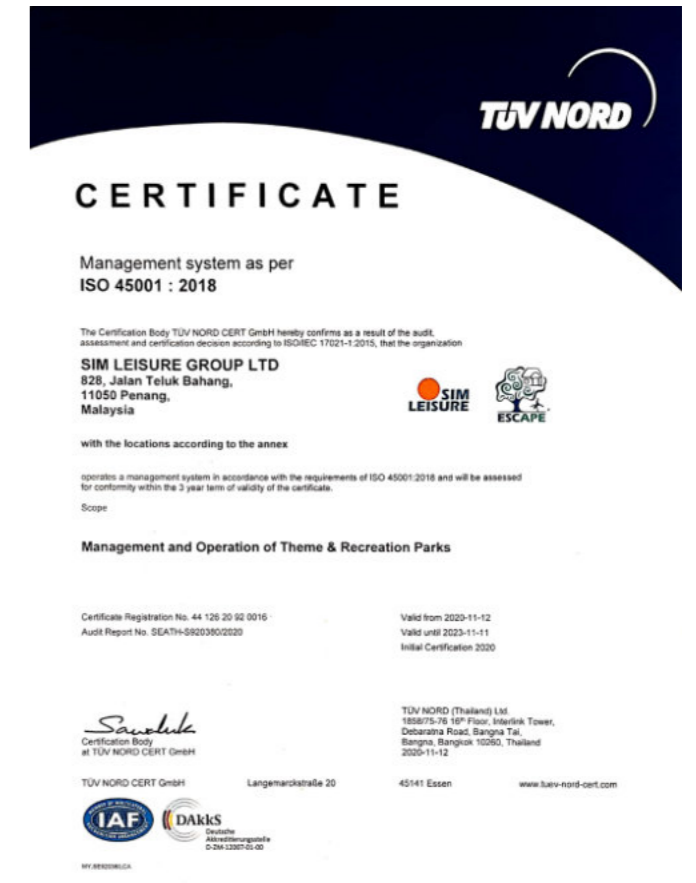 TÜV NORD
CERTIFICATE
Management system as per
ISO 45001 : 2018
The Certification Body TÜV NORD CERT GmbH hereby confirms as a result of the audit,
assessment and certification decision according to ISO/IEC 17021-1:2015, that the organization
SIM LEISURE GROUP LTD
828, Jalan Teluk Bahang,
11050 Penang,
Malaysia
SIM
LEISURE
ESCAPE
with the locations according to the annex
operates a management system in accordance with the requirements of ISO 45001:2018 and will be assessed
for conformity within the 3 year term of validity of the certificate.
Scope
Management and Operation of Theme & Recreation Parks
Certificate Registration No. 44 126 20 92 0016
Audit Report No. SEATH-S920380/2020
Valid from 2020-11-12
Valid until 2023-11-11
Initial Certification 2020
Certification Body
at TÜV NORD CERT GmbH
TÜV NORD (Thailand) Ltd.
1858/75-76 16th Floor, Interlink Tower,
Debaratna Road, Bangna Tai,
Bangna, Bangkok 10260, Thailand
2020-11-12
TÜV NORD CERT GmbH Langemarckstraße 20 45141 Essen www.tuev-nord-cert.com
IAF
DAkkS
Deutsche
Akkreditierungsstelle
D-ZM-12007-01-00